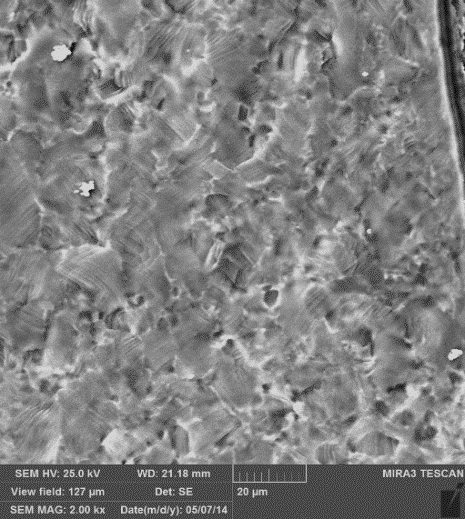 SEM HV: 25.0 kV WD: 21.18 mm MIRA3 TESCAN
View field: 127 µm Det: SE 20 µm
SEM MAG: 2.00 kx Date(m/d/y): 05/07/14